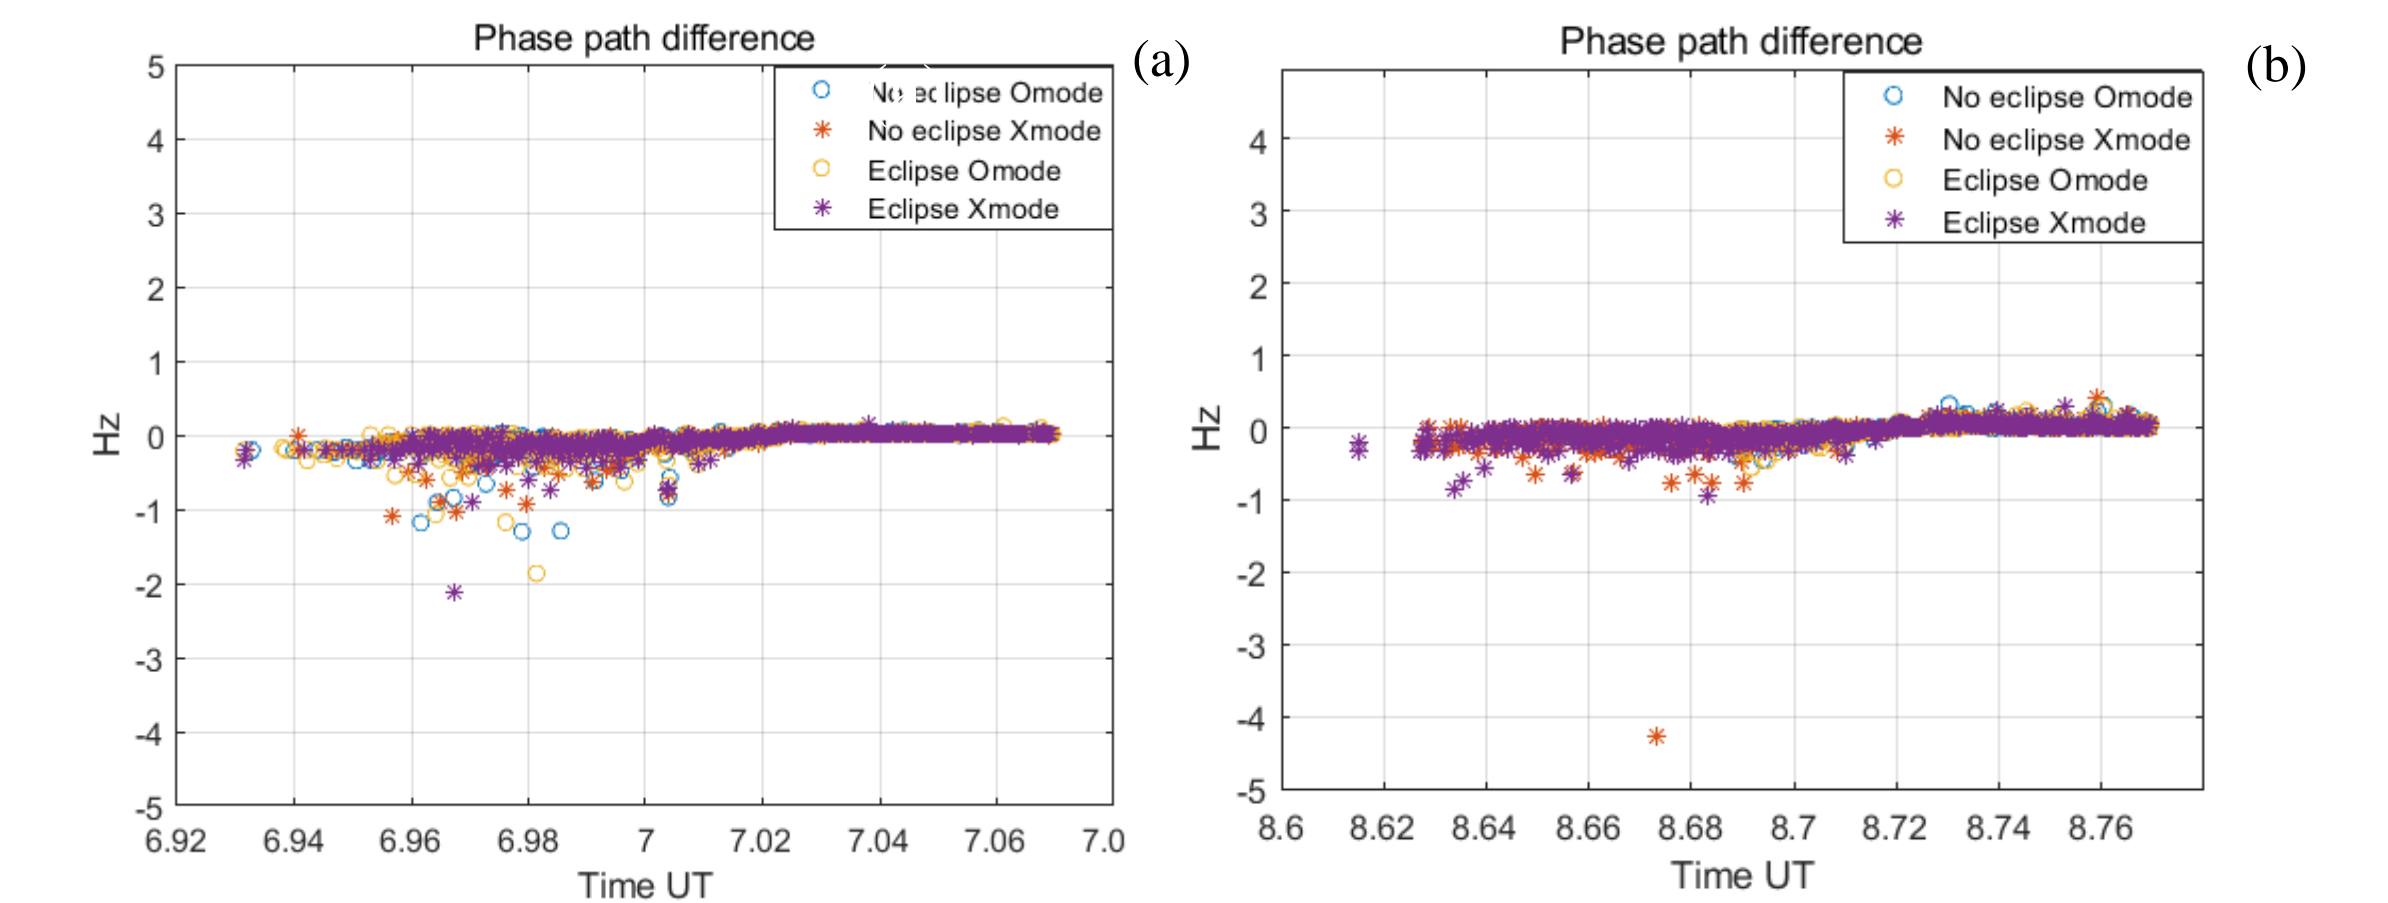 Phase path difference
(a)
5
4
3
2
1
0
-1
-2
-3
-4
-5
Hz
No eclipse Omode
No eclipse Xmode
Eclipse Omode
Eclipse Xmode
6.92 6.94 6.96 6.98 7 7.02 7.04 7.06 7.0
Time UT
Phase path difference
(b)
4
3
2
1
0
-1
-2
-3
-4
-5
Hz
No eclipse Omode
No eclipse Xmode
Eclipse Omode
Eclipse Xmode
8.6 8.62 8.64 8.66 8.68 8.7 8.72 8.74 8.76
Time UT